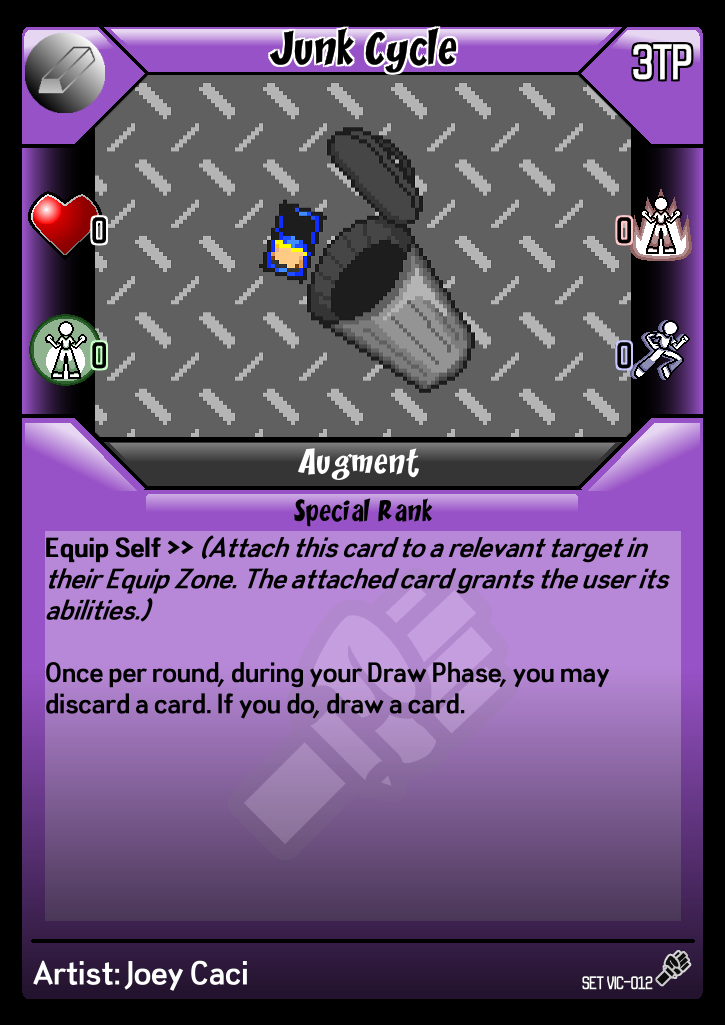 Junk Cycle
3TP
0
0
0
0
Augment
Special Rank
Equip Self >> (Attach this card to a relevant target in
their Equip Zone. The attached card grants the user its
abilities.)
Once per round, during your Draw Phase, you may
discard a card. If you do, draw a card.
Artist: Joey Caci
SET VIC-012